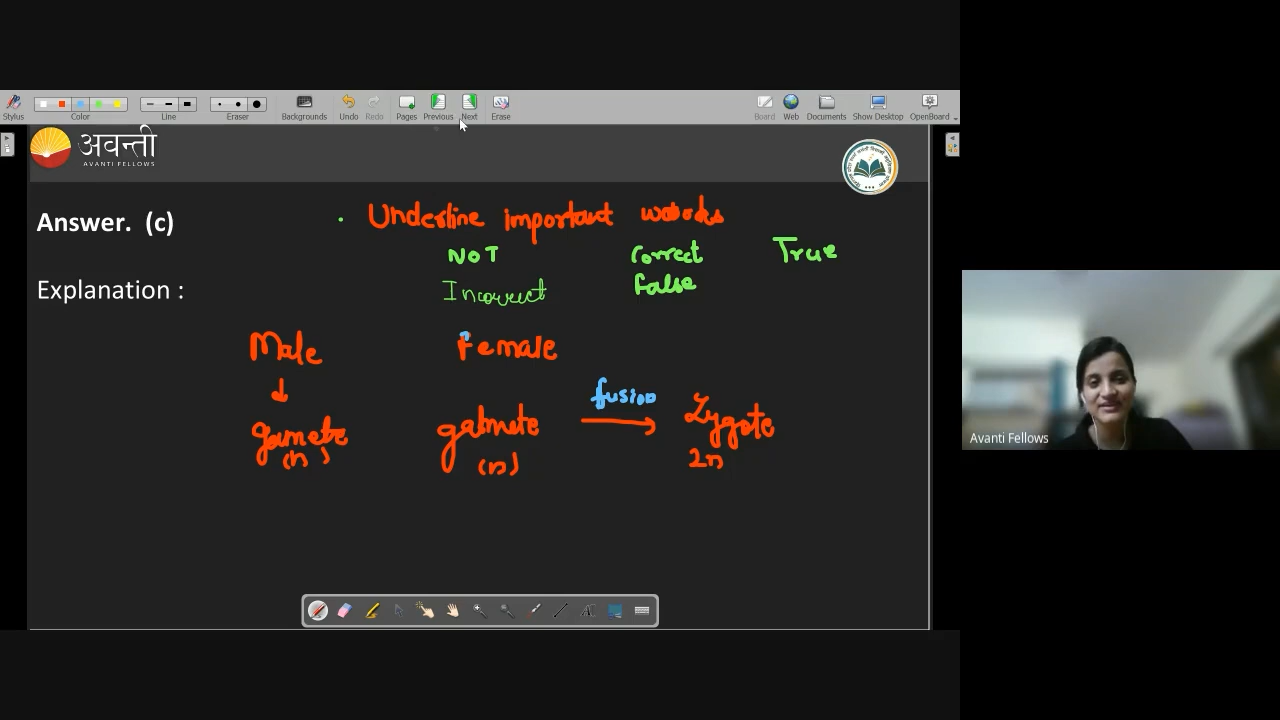 Stylus Color Line Eraser Backgrounds Undo Redo Pages Previous Next Erase Board Web Documents Show Desktop OpenBoard
अवन्ती
AVANTI FELLOWS
Answer. (c)
Underline important words
NOT Correct True
Incorrect false
Explanation :
Male Female
gamete gamete fusion Zygote
(n) (n) 2n
Avanti Fellows